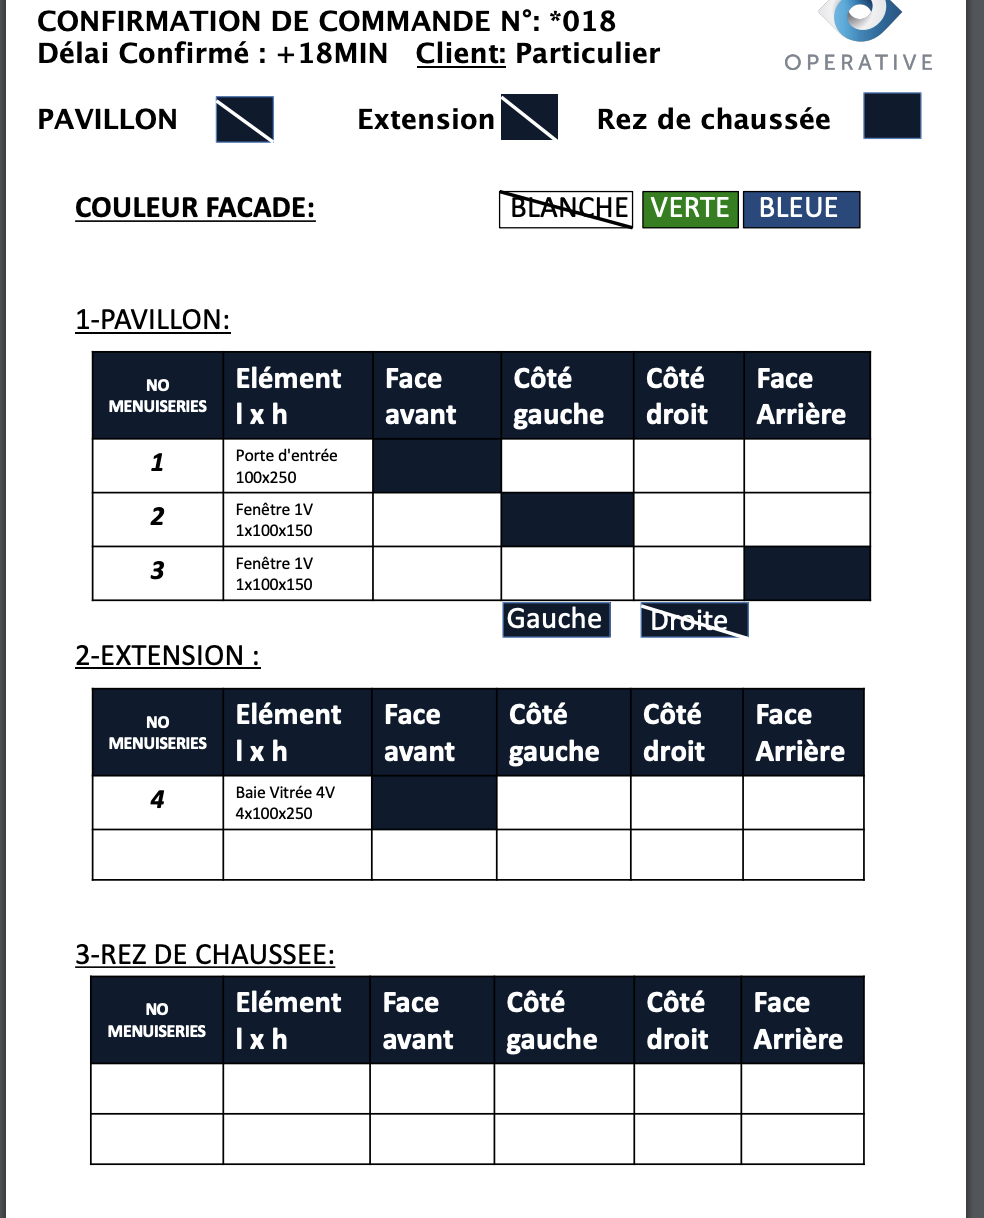 CONFIRMATION DE COMMANDE N°: *018
Délai Confirmé : +18MIN Client: Particulier
OPERATIVE
PAVILLON Extension Rez de chaussée
COULEUR FACADE: BLANCHE VERTE BLEUE
1-PAVILLON:
NO MENUISERIES Elément l x h Face avant Côté gauche Côté droit Face Arrière
1 Porte d'entrée 100x250
2 Fenêtre 1V 1x100x150
3 Fenêtre 1V 1x100x150
Gauche Droite
2-EXTENSION :
NO MENUISERIES Elément l x h Face avant Côté gauche Côté droit Face Arrière
4 Baie Vitrée 4V 4x100x250
3-REZ DE CHAUSSEE:
NO MENUISERIES Elément l x h Face avant Côté gauche Côté droit Face Arrière